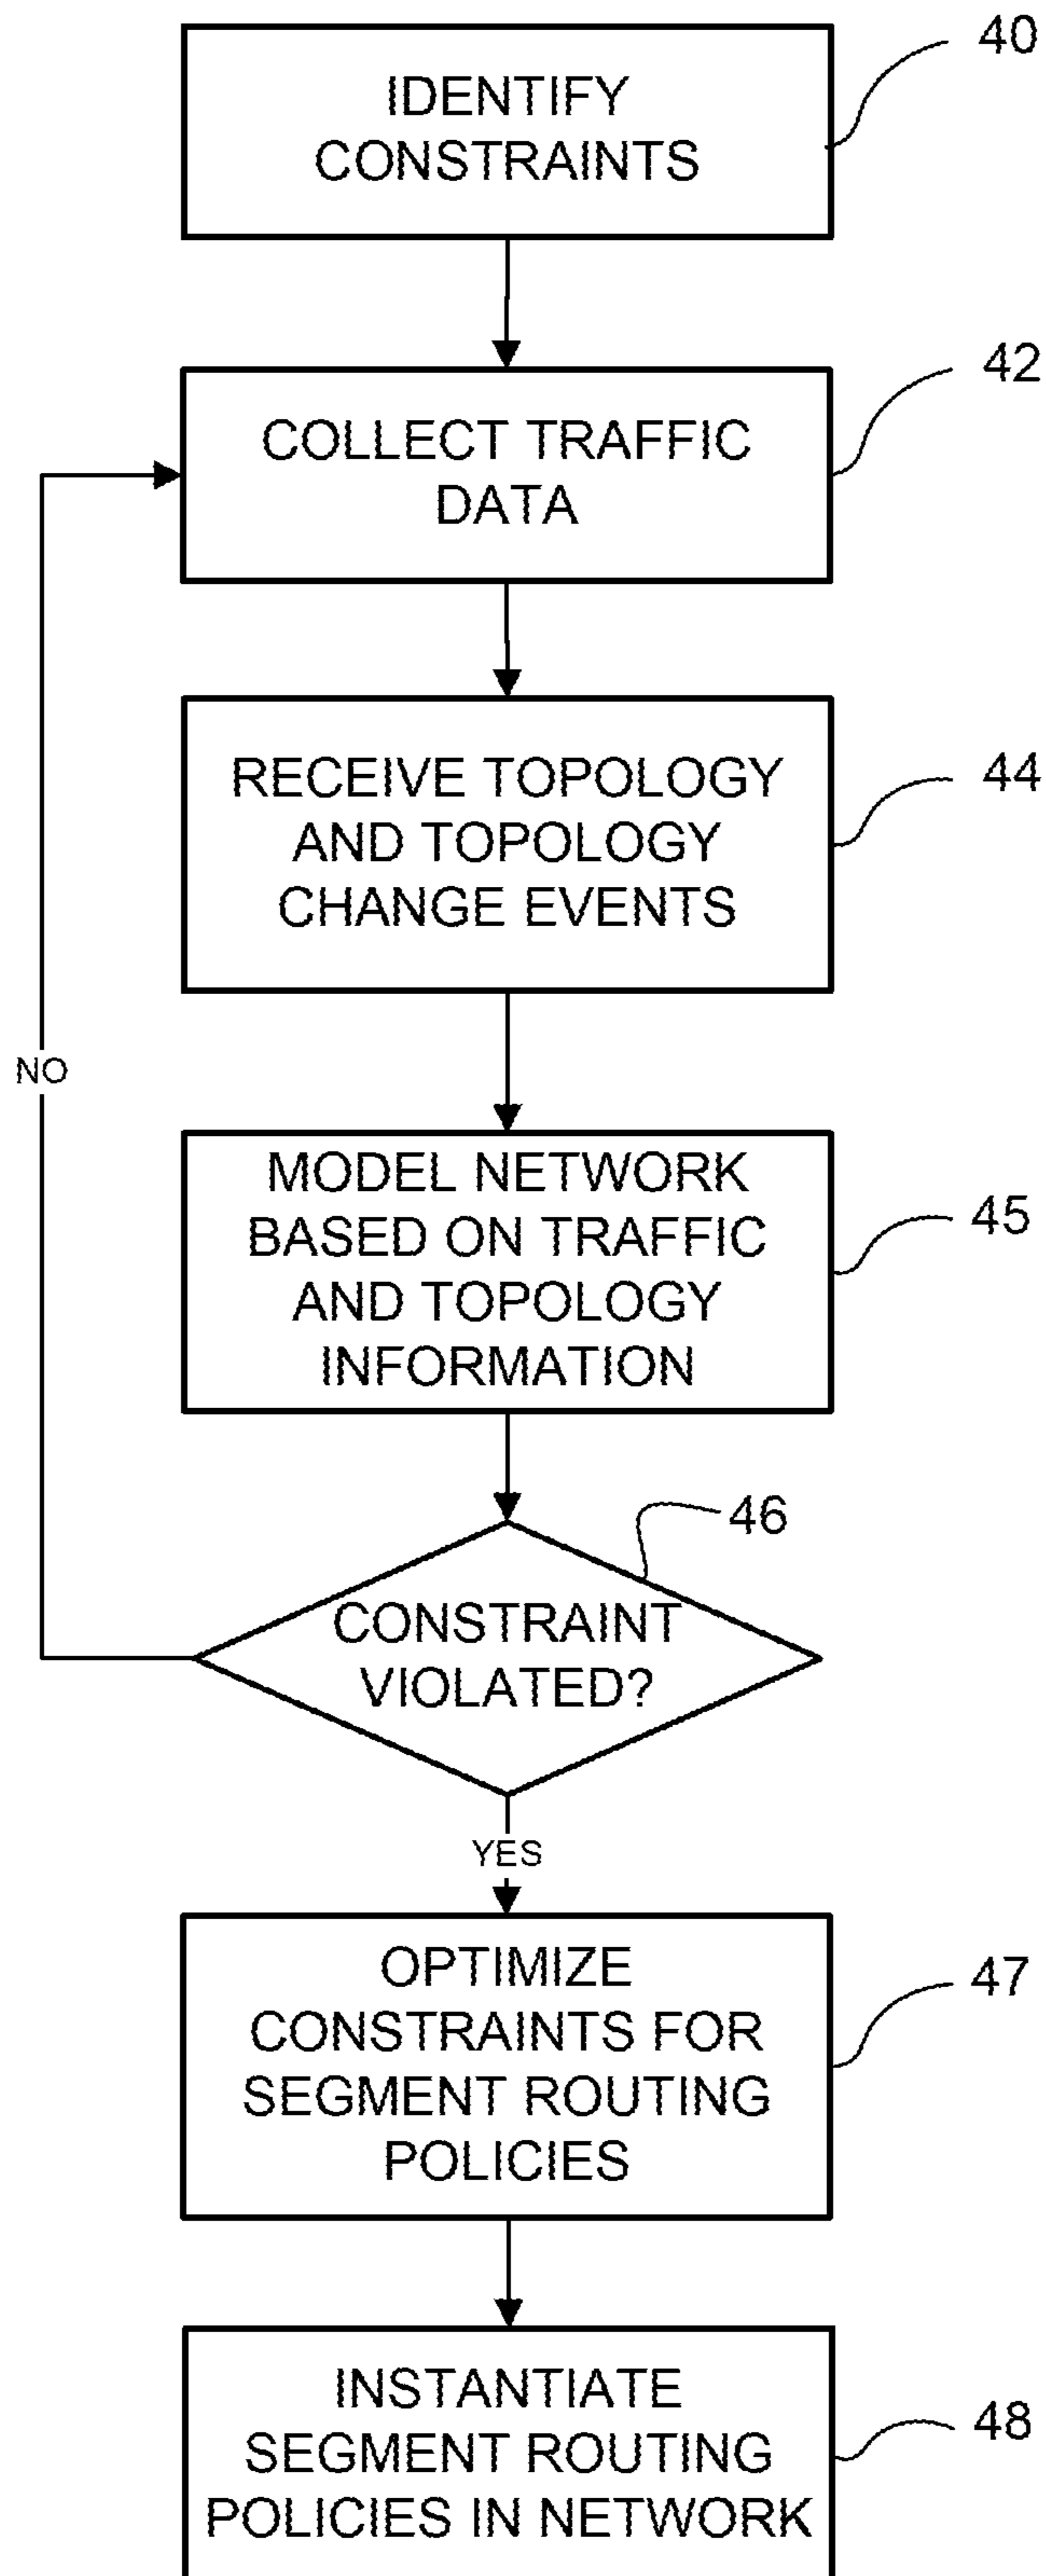 40
IDENTIFY
CONSTRAINTS
42
COLLECT TRAFFIC
DATA
44
RECEIVE TOPOLOGY
AND TOPOLOGY
CHANGE EVENTS
NO
45
MODEL NETWORK
BASED ON TRAFFIC
AND TOPOLOGY
INFORMATION
46
CONSTRAINT
VIOLATED?
YES
47
OPTIMIZE
CONSTRAINTS FOR
SEGMENT ROUTING
POLICIES
48
INSTANTIATE
SEGMENT ROUTING
POLICIES IN NETWORK